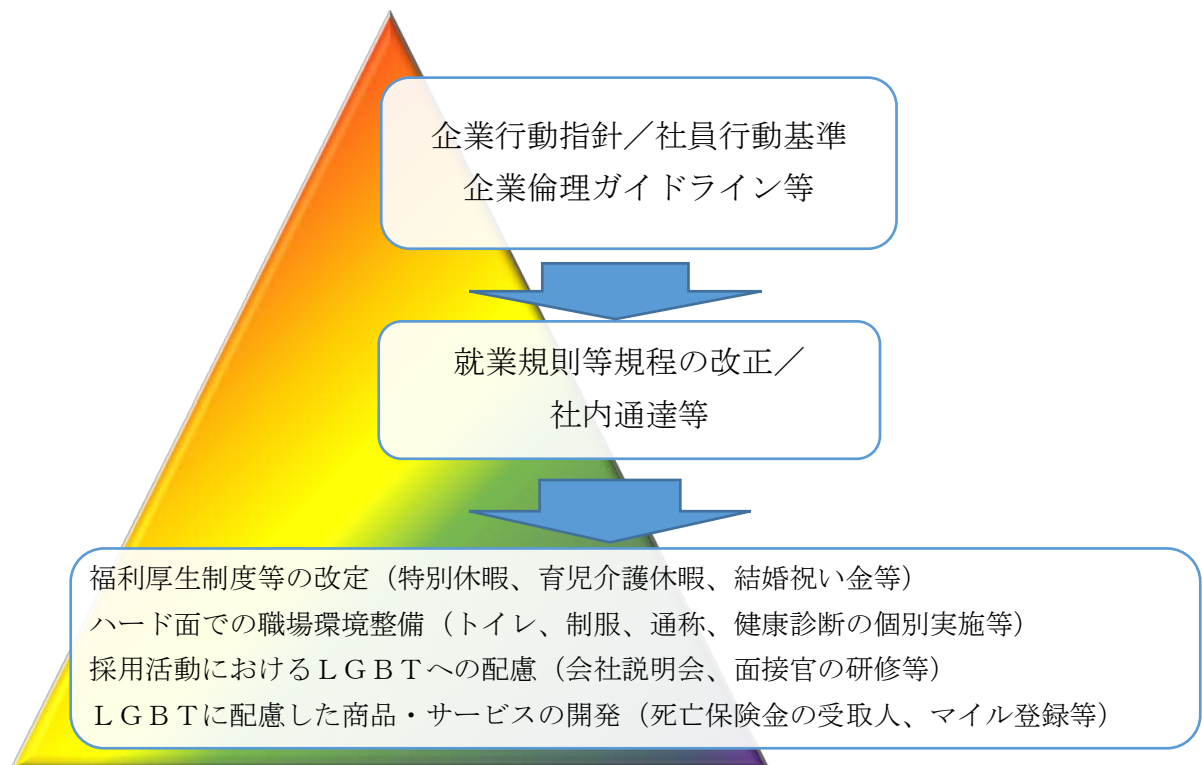 企業行動指針／社員行動基準
企業倫理ガイドライン等
就業規則等規程の改正／
社内通達等
福利厚生制度等の改定（特別休暇、育児介護休暇、結婚祝い金等）
ハード面での職場環境整備（トイレ、制服、通称、健康診断の個別実施等）
採用活動におけるＬＧＢＴへの配慮（会社説明会、面接官の研修等）
ＬＧＢＴに配慮した商品・サービスの開発（死亡保険金の受取人、マイル登録等）